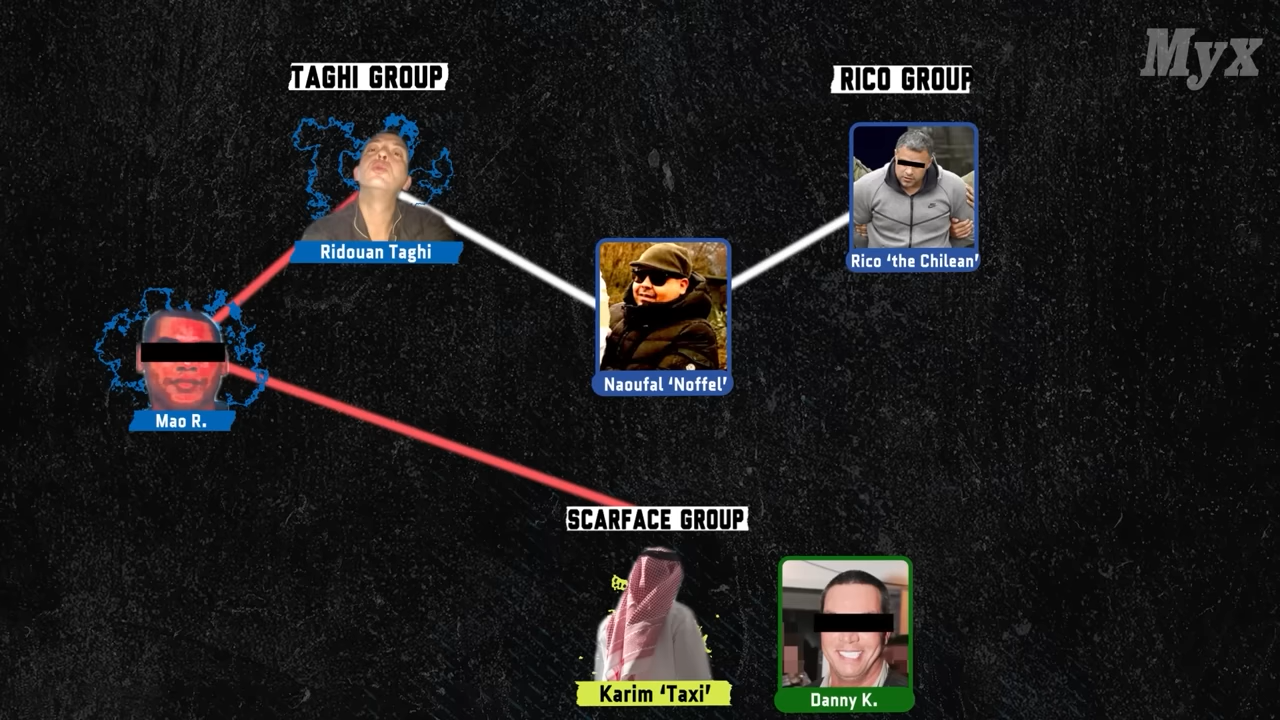 Myx
TAGHI GROUP
RICO GROUP
Ridouan Taghi
Rico ‘the Chilean’
Naoufal ‘Noffel’
Mao R.
SCARFACE GROUP
Karim ‘Taxi’
Danny K.